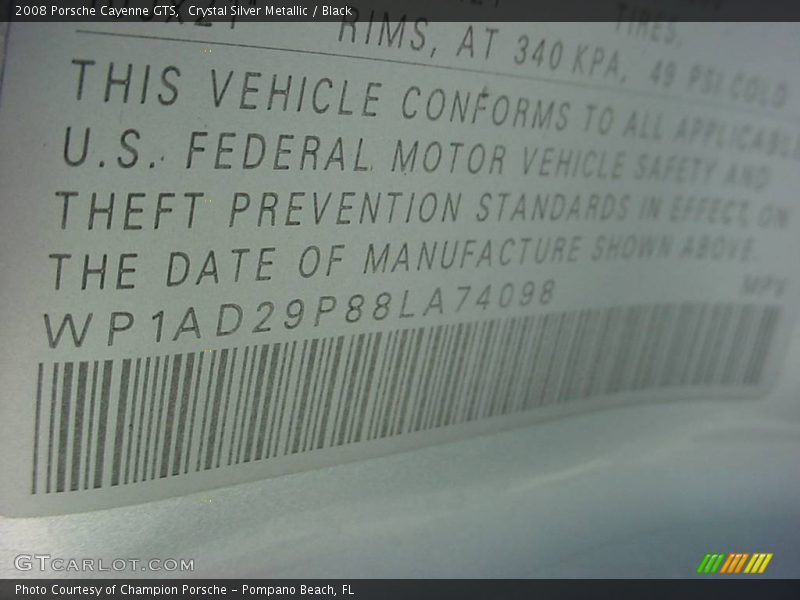 2008 Porsche Cayenne GTS,  Crystal Silver Metallic / Black
TIRES.
RIMS, AT 340 KPA, 49 PSI COLD
THIS VEHICLE CONFORMS TO ALL APPLICABLE
U.S. FEDERAL MOTOR VEHICLE SAFETY AND
THEFT PREVENTION STANDARDS IN EFFECT ON
THE DATE OF MANUFACTURE SHOWN ABOVE.
MPV
WP1AD29P88LA74098
GTCARLOT.COM
Photo Courtesy of Champion Porsche - Pompano Beach, FL